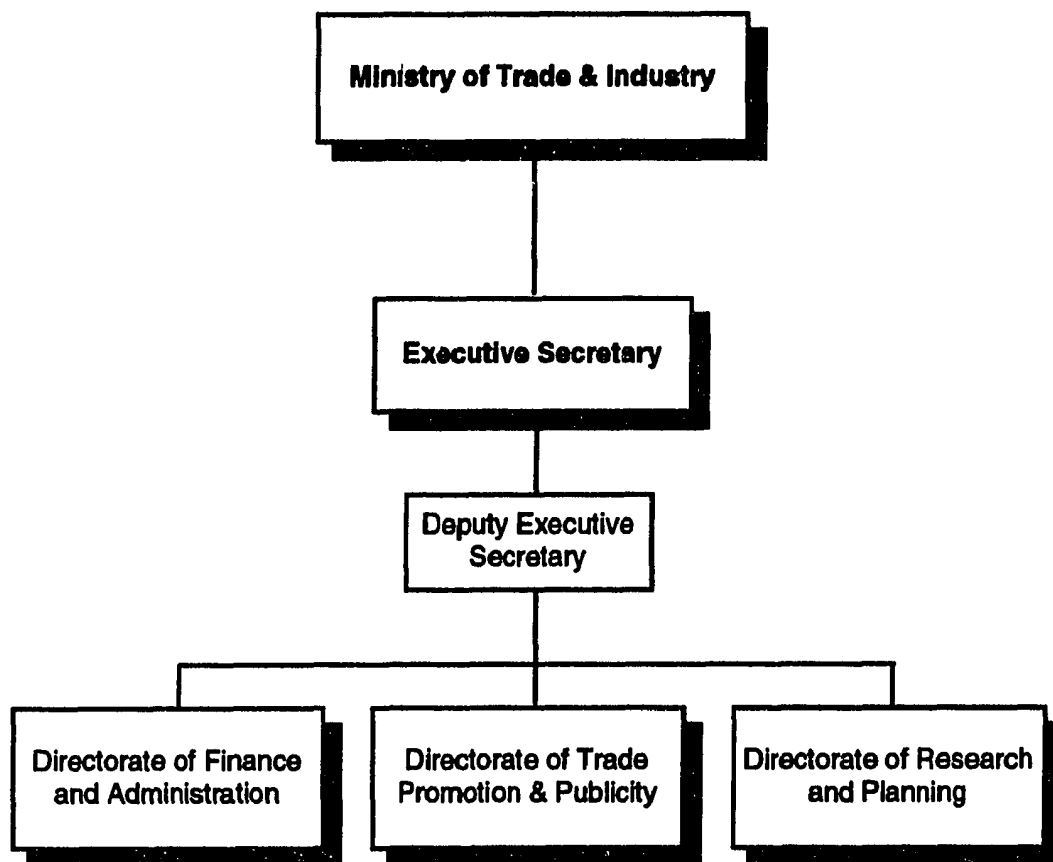 Ministry of Trade & Industry
Executive Secretary
Deputy Executive
Secretary
Directorate of Finance
and Administration
Directorate of Trade
Promotion & Publicity
Directorate of Research
and Planning